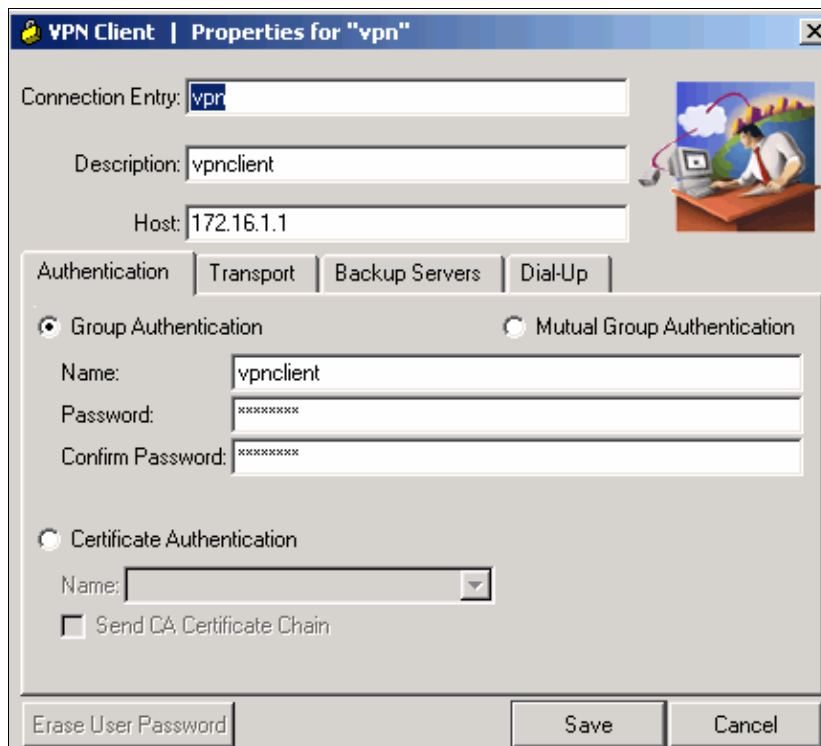 VPN Client | Properties for "vpn"
Connection Entry: vpn
Description: vpnclient
Host: 172.16.1.1
Authentication Transport Backup Servers Dial-Up
Group Authentication Mutual Group Authentication
Name: vpnclient
Password: ********
Confirm Password: ********
Certificate Authentication
Name:
Send CA Certificate Chain
Erase User Password Save Cancel